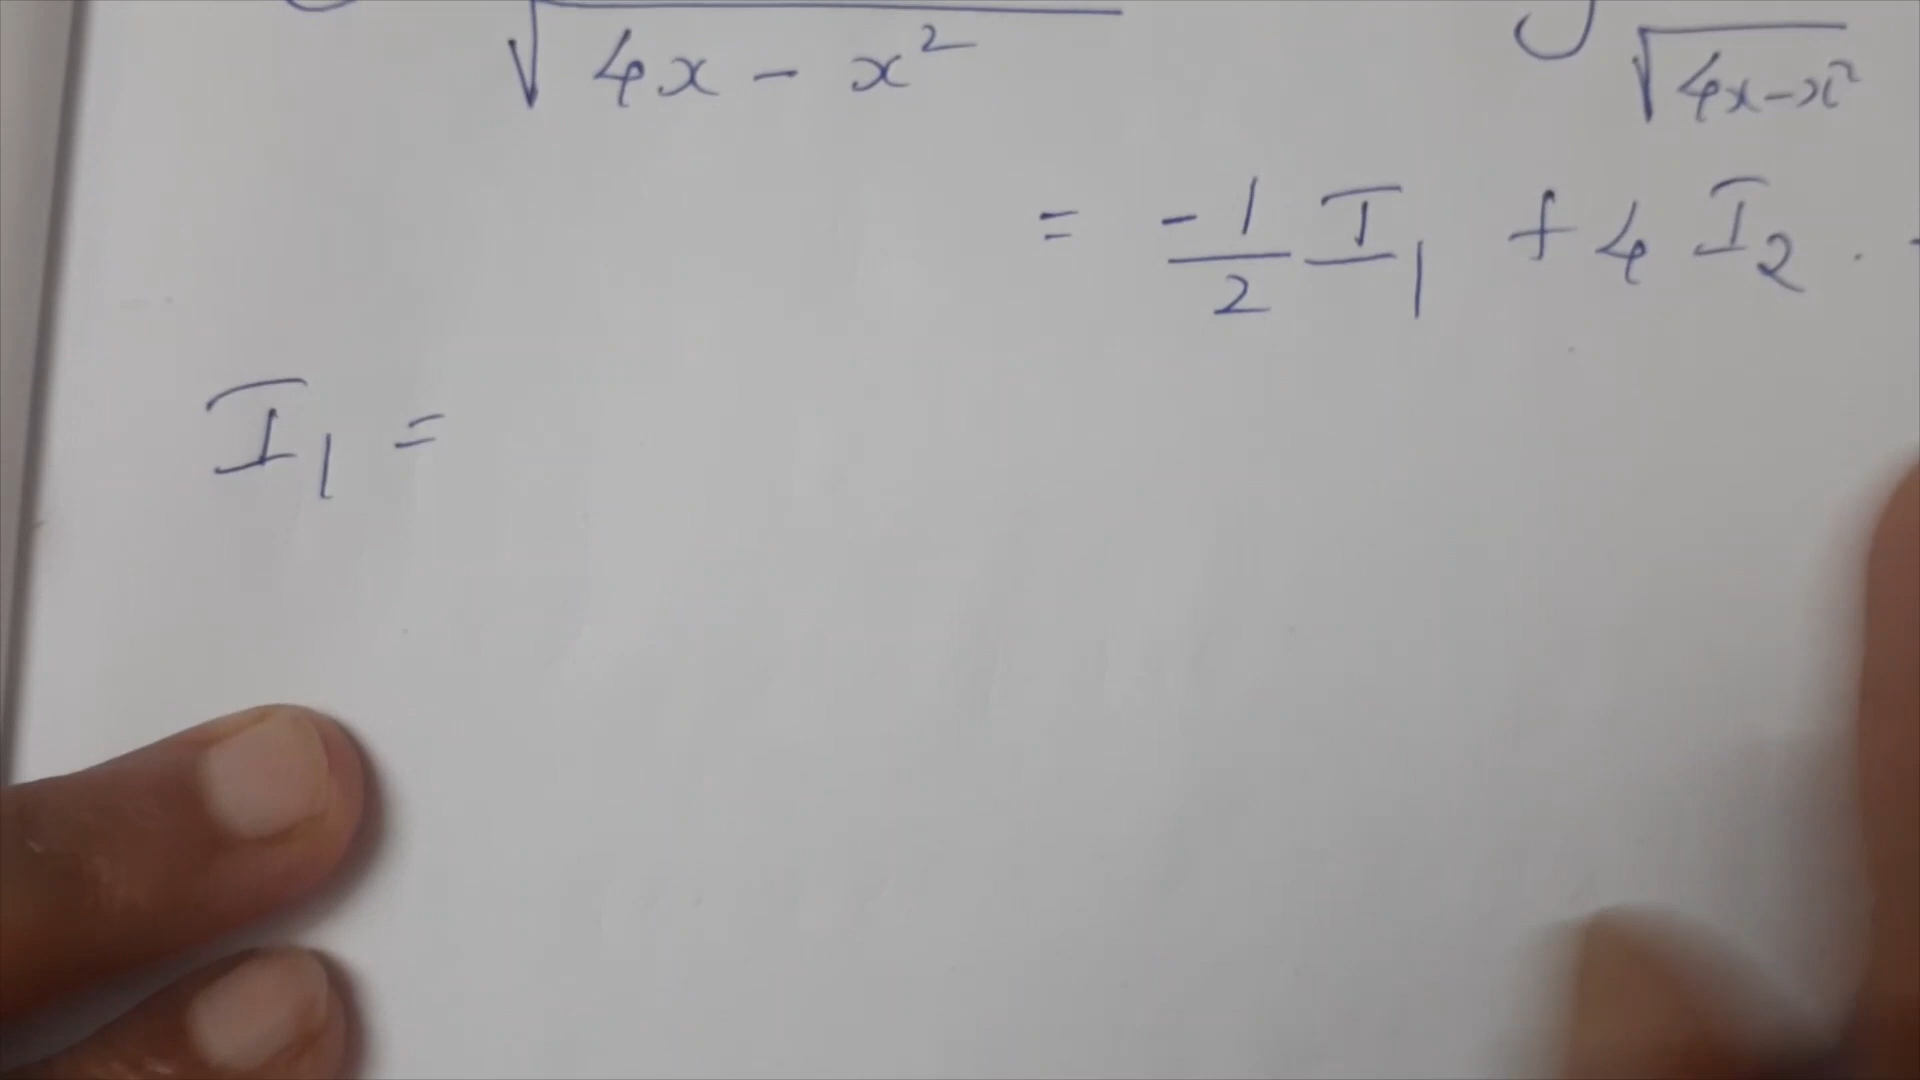 √(4x - x²) √(4x-x²)
= -1/2 I₁ + 4 I₂ .
I₁ =